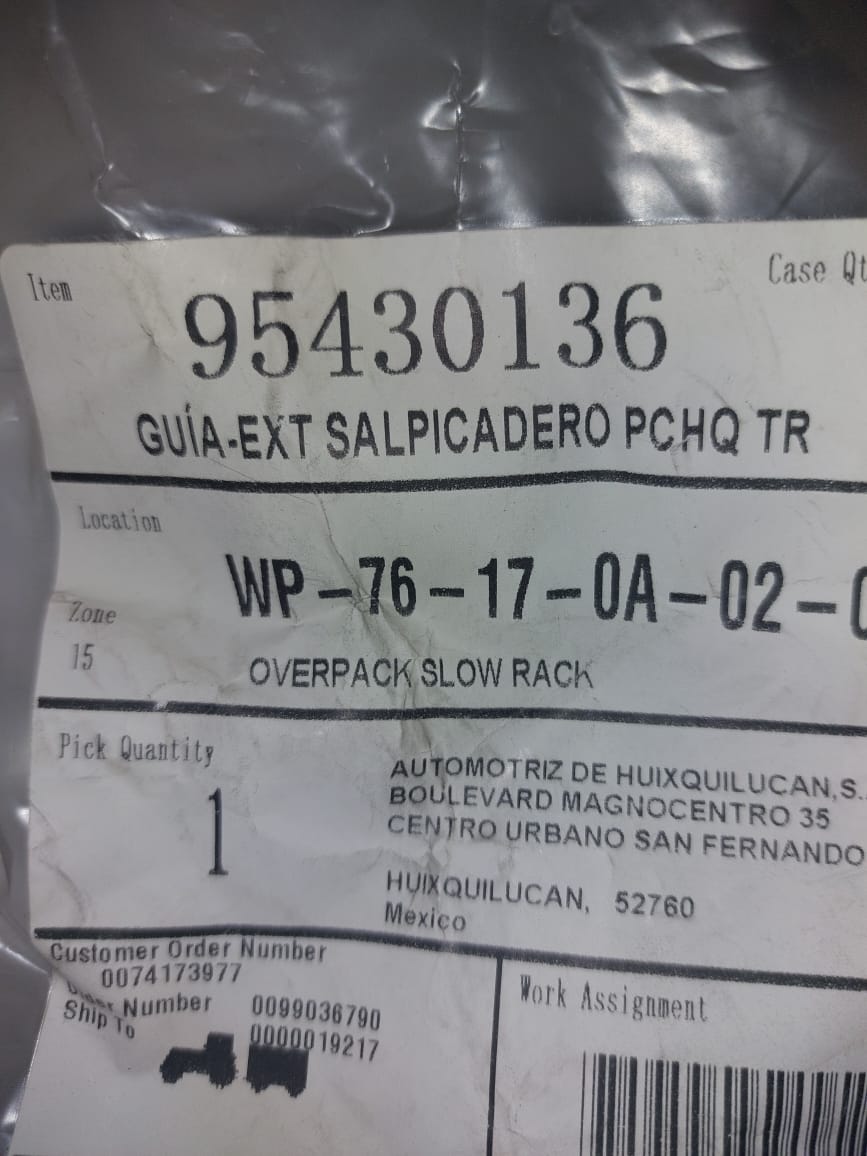 Item
Case Qt
95430136
GUÍA-EXT SALPICADERO PCHQ TR
Location
WP-76-17-0A-02-
Zone
15
OVERPACK SLOW RACK
Pick Quantity
1
AUTOMOTRIZ DE HUIXQUILUCAN,S.
BOULEVARD MAGNOCENTRO 35
CENTRO URBANO SAN FERNANDO
HUIXQUILUCAN, 52760
Mexico
Customer Order Number
0074173977
Number 0099036790
Ship To 0000019217
Work Assignment